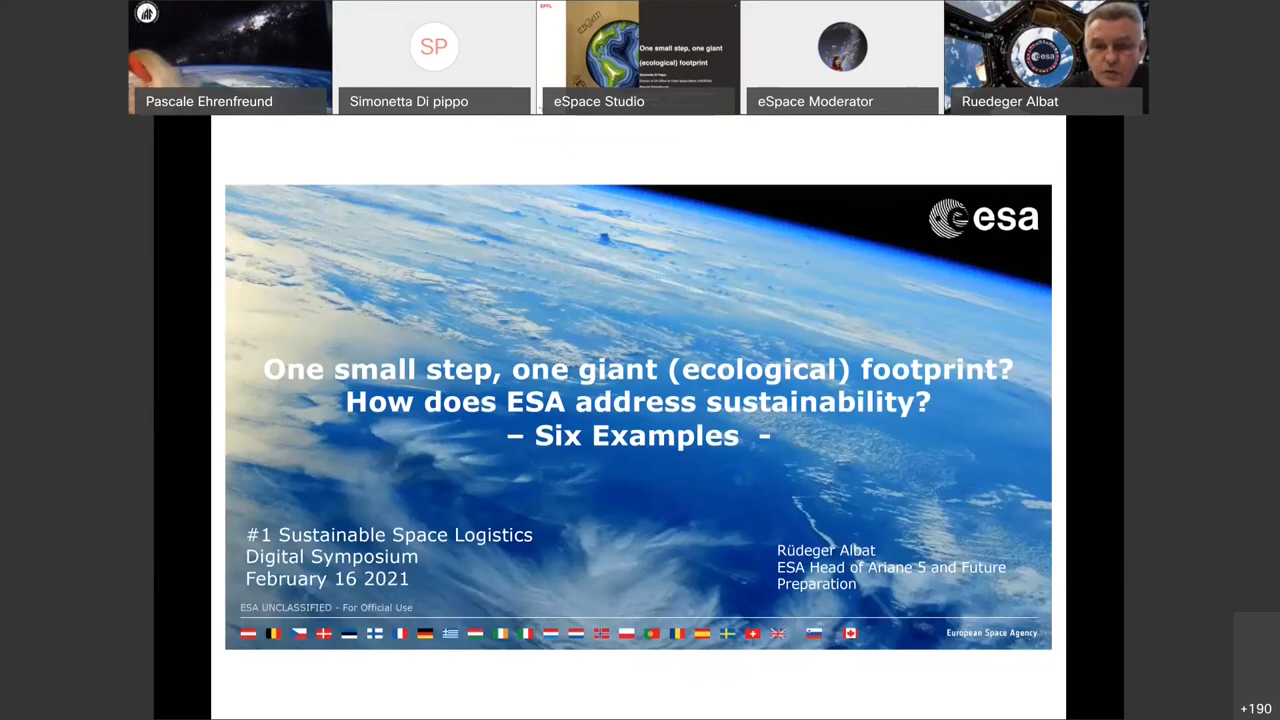 IAF
Pascale Ehrenfreund
SP
Simonetta Di pippo
EPFL
One small step, one giant
(ecological) footprint
eSpace Studio
eSpace Moderator
esa
Ruedeger Albat
esa
One small step, one giant (ecological) footprint?
How does ESA address sustainability?
– Six Examples -
#1 Sustainable Space Logistics
Digital Symposium
February 16 2021
Rüdeger Albat
ESA Head of Ariane 5 and Future
Preparation
ESA UNCLASSIFIED - For Official Use
European Space Agency
+190